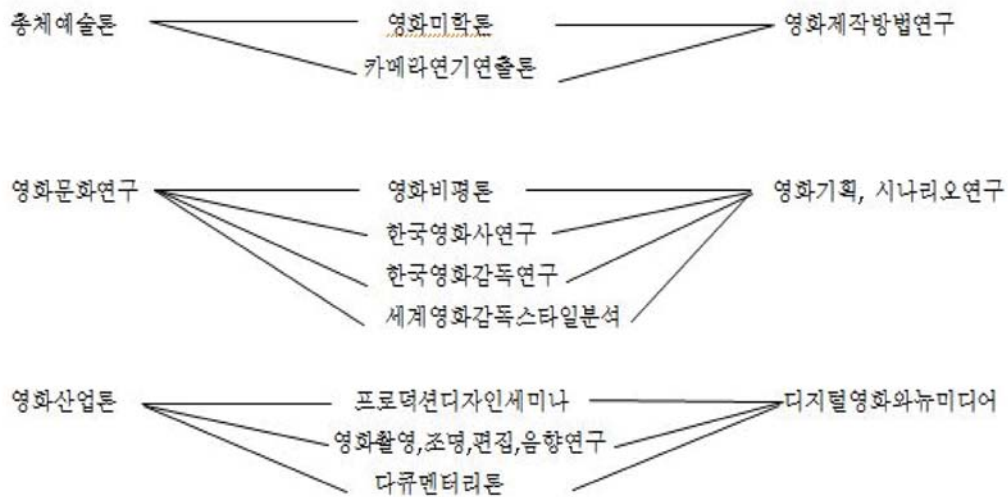 총체예술론 영화미학론 영화제작방법연구
카메라연기연출론
영화문화연구 영화비평론 영화기획, 시나리오연구
한국영화사연구
한국영화감독연구
세계영화감독스타일분석
영화산업론 프로덕션디자인세미나 디지털영화와뉴미디어
영화촬영,조명,편집,음향연구
다큐멘터리론